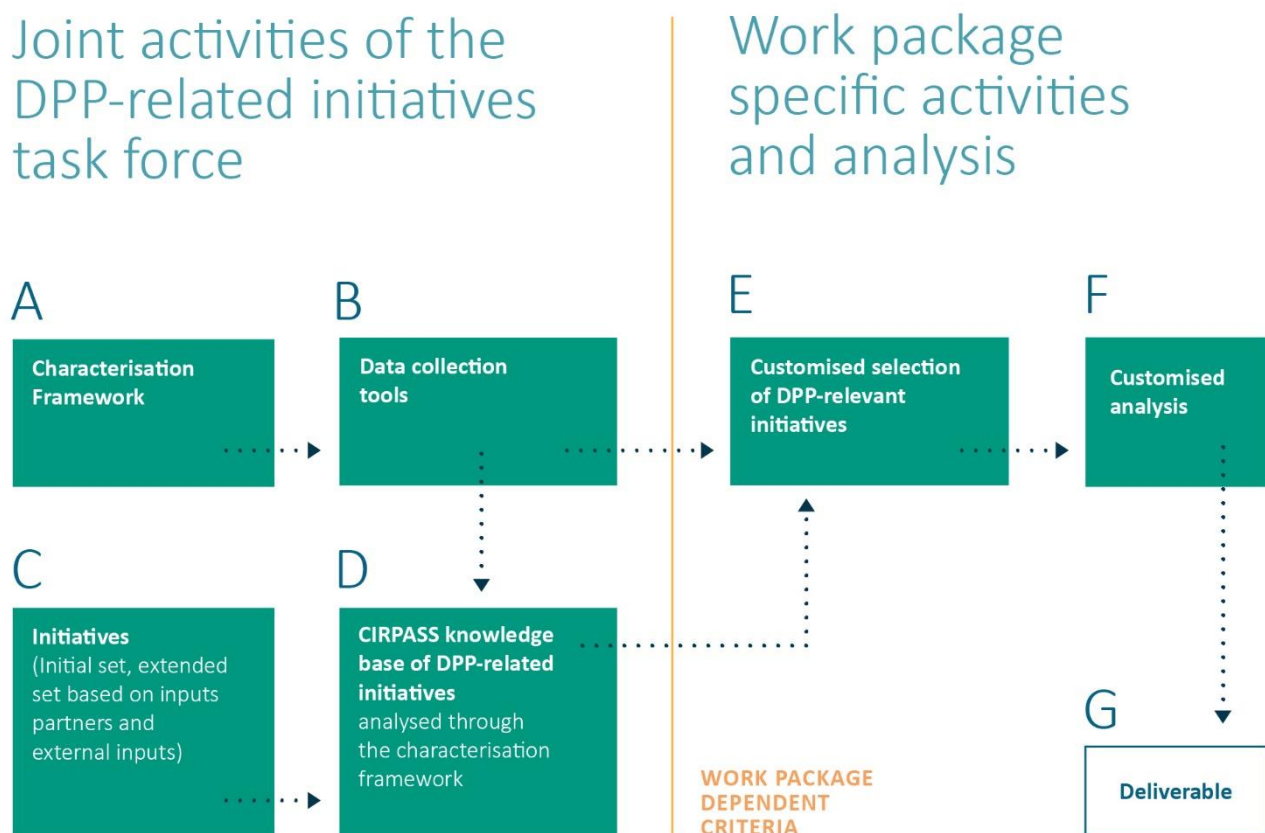 Joint activities of the
DPP-related initiatives
task force
Work package
specific activities
and analysis
A
Characterisation
Framework
B
Data collection
tools
E
Customised selection
of DPP-relevant
initiatives
F
Customised
analysis
C
Initiatives
(Initial set, extended
set based on inputs
partners and
external inputs)
D
CIRPASS knowledge
base of DPP-related
initiatives
analysed through
the characterisation
framework
WORK PACKAGE
DEPENDENT
CRITERIA
G
Deliverable